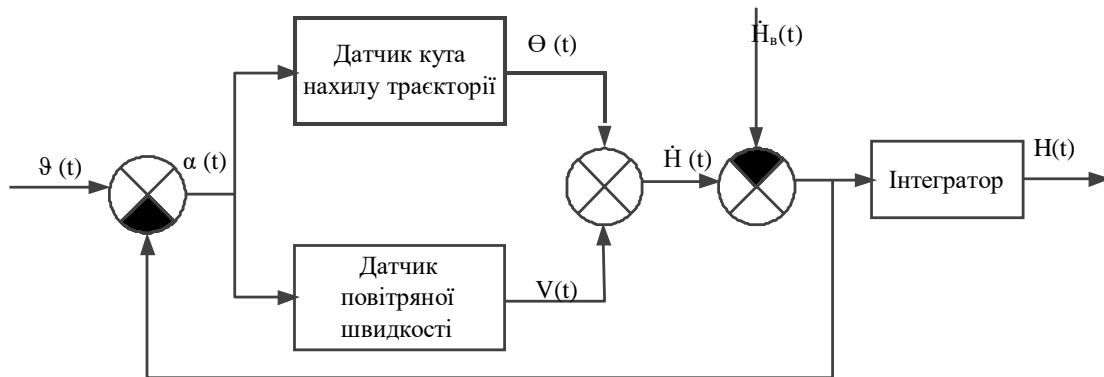 ϑ (t)
α (t)
Датчик кута
нахилу траєкторії
Ɵ (t)
Датчик
повітряної
швидкості
V(t)
Ḣ (t)
Ḣв(t)
Інтегратор
H(t)